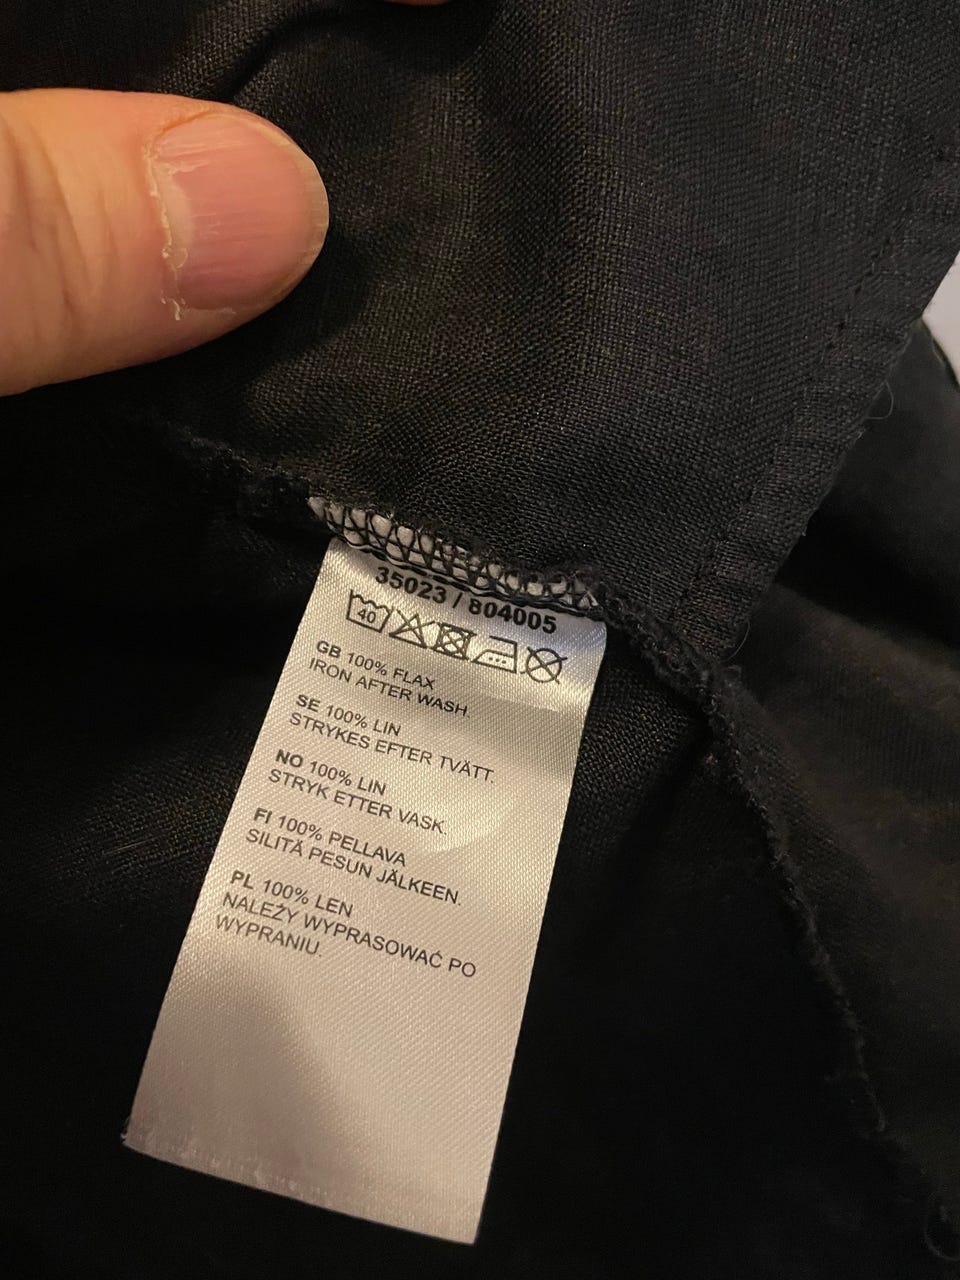 35023 / 804005
40
GB 100% FLAX
IRON AFTER WASH.
SE 100% LIN
STRYKES EFTER TVÄTT.
NO 100% LIN
STRYK ETTER VASK.
FI 100% PELLAVA
SILITÄ PESUN JÄLKEEN.
PL 100% LEN
NALEŻY WYPRASOWAĆ PO
WYPRANIU.